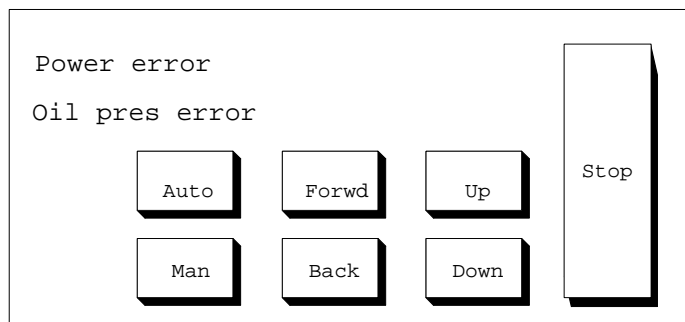 Power error
Oil pres error
Stop
Auto Forwd Up
Man Back Down